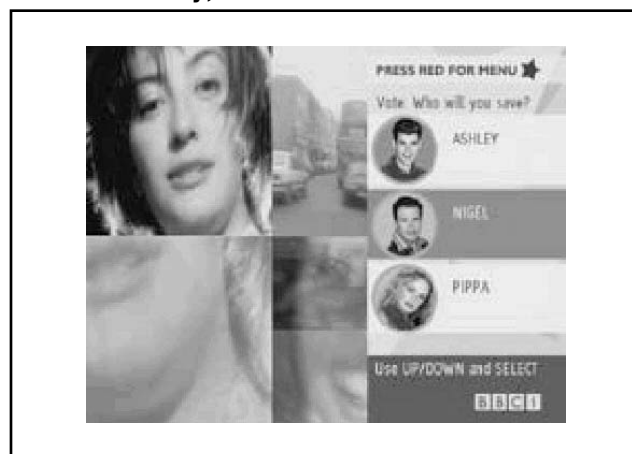 PRESS RED FOR MENU
Vote. Who will you save?
ASHLEY
NIGEL
PIPPA
Use UP/DOWN and SELECT
BBCi